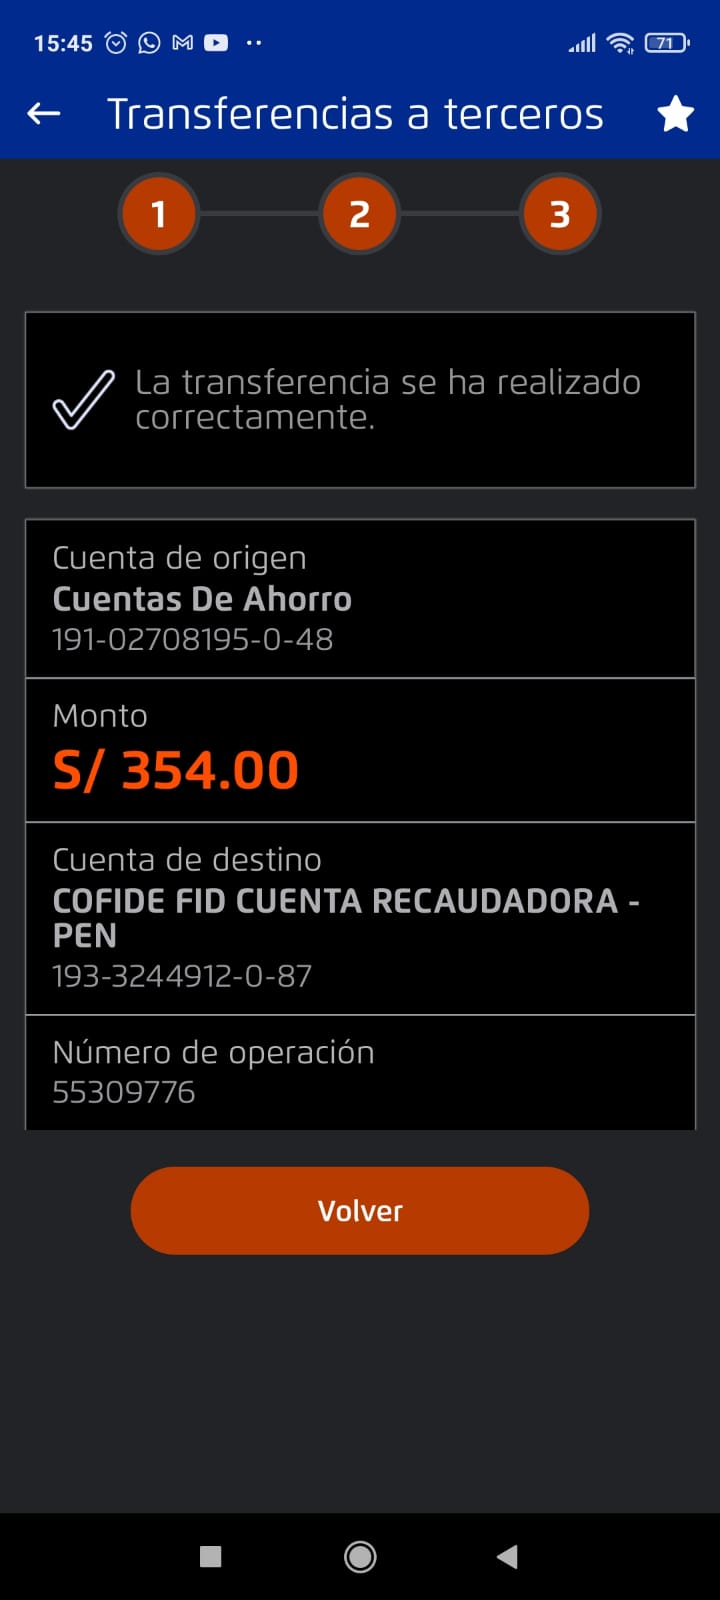 15:45
71
Transferencias a terceros
1 2 3
La transferencia se ha realizado
correctamente.
Cuenta de origen
Cuentas De Ahorro
191-02708195-0-48
Monto
S/ 354.00
Cuenta de destino
COFIDE FID CUENTA RECAUDADORA -
PEN
193-3244912-0-87
Número de operación
55309776
Volver